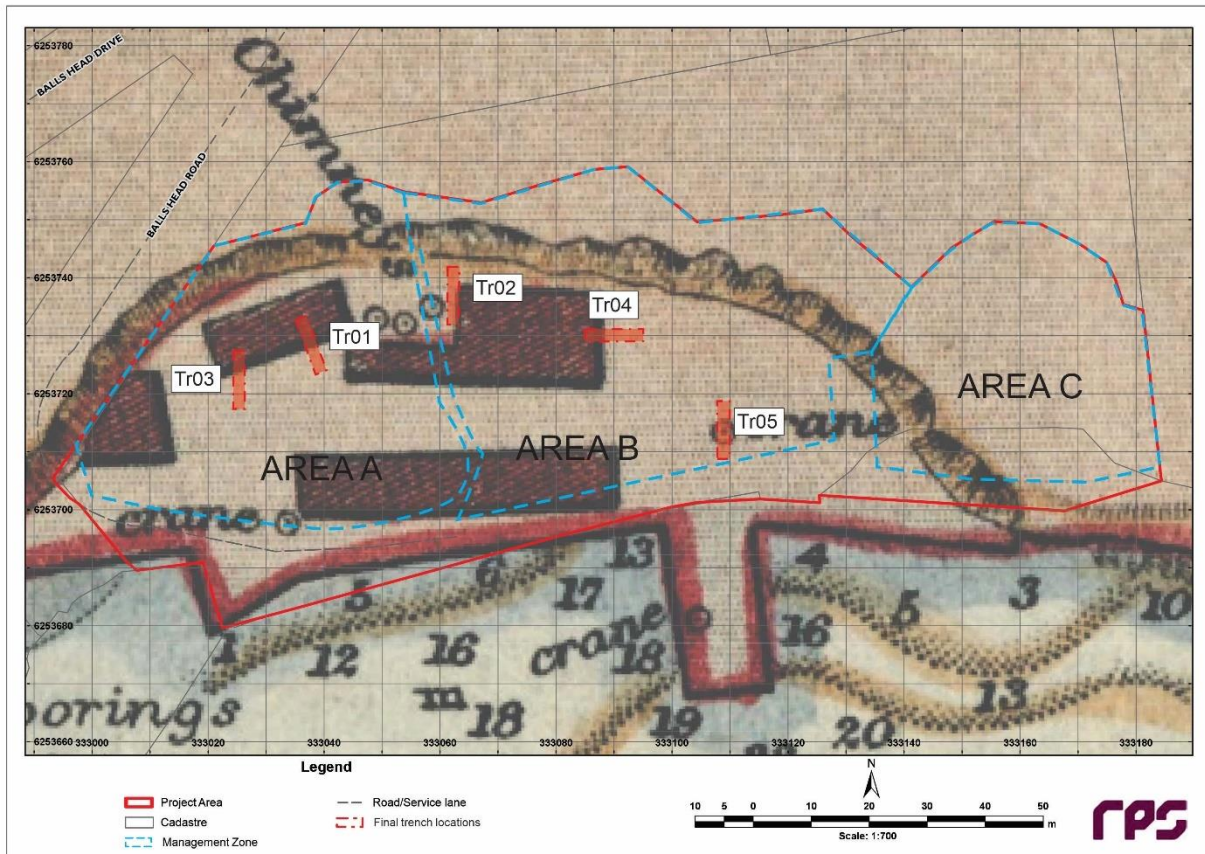 6253780
6253760
6253740
6253720
6253700
6253680
6253660
BALLS HEAD DRIVE
BALLS HEAD ROAD
Chimneys
Tr02
Tr04
Tr01
Tr03
Tr05
crane
AREA C
AREA A
AREA B
crane
13
4
5
6
17
5
3
10
crane
1
12
16
18
16
m
13
oorings
18
19
20
333000
333020
333040
333060
333080
333100
333120
333140
333160
333180
Legend
Project Area
Cadastre
Management Zone
Road/Service lane
Final trench locations
N
10 5 0 10 20 30 40 50
m
Scale: 1:700
rps